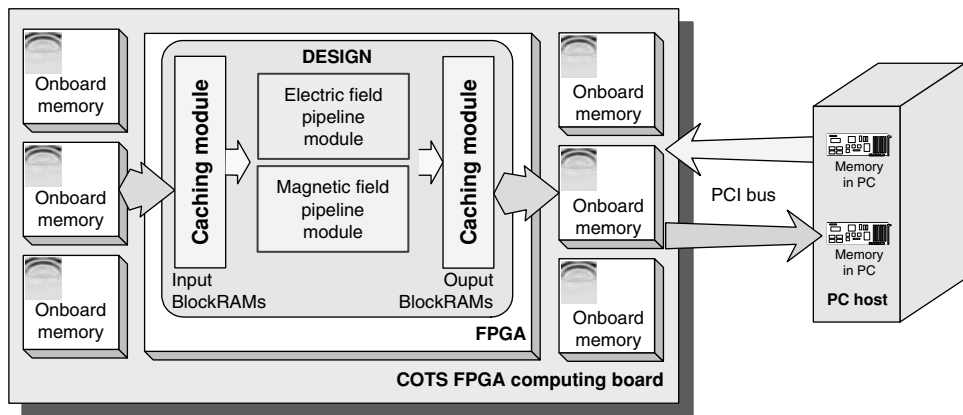 Onboard
memory
Onboard
memory
Onboard
memory
DESIGN
Caching module
Electric field
pipeline
module
Magnetic field
pipeline
module
Caching module
Input
BlockRAMs
Ouput
BlockRAMs
FPGA
Onboard
memory
Onboard
memory
Onboard
memory
COTS FPGA computing board
PCI bus
Memory
in PC
Memory
in PC
PC host